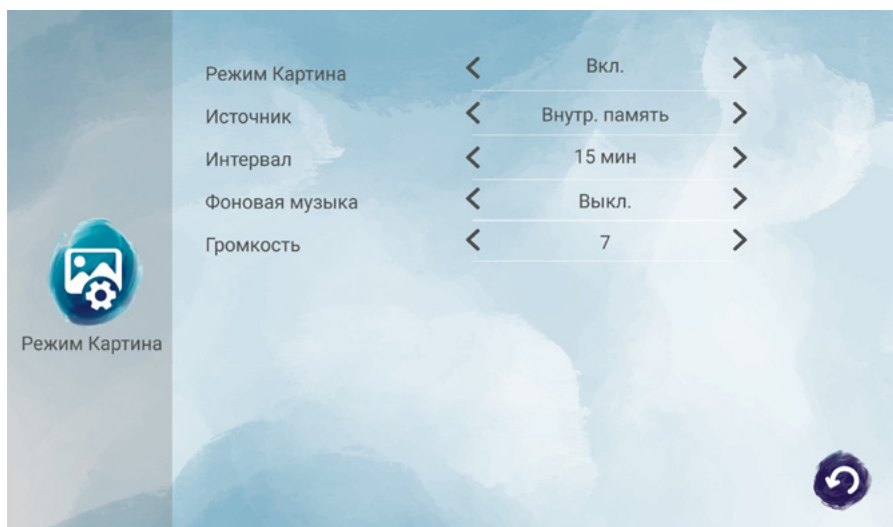 Режим Картина Вкл.
Источник Внутр. память
Интервал 15 мин
Фоновая музыка Выкл.
Громкость 7
Режим Картина